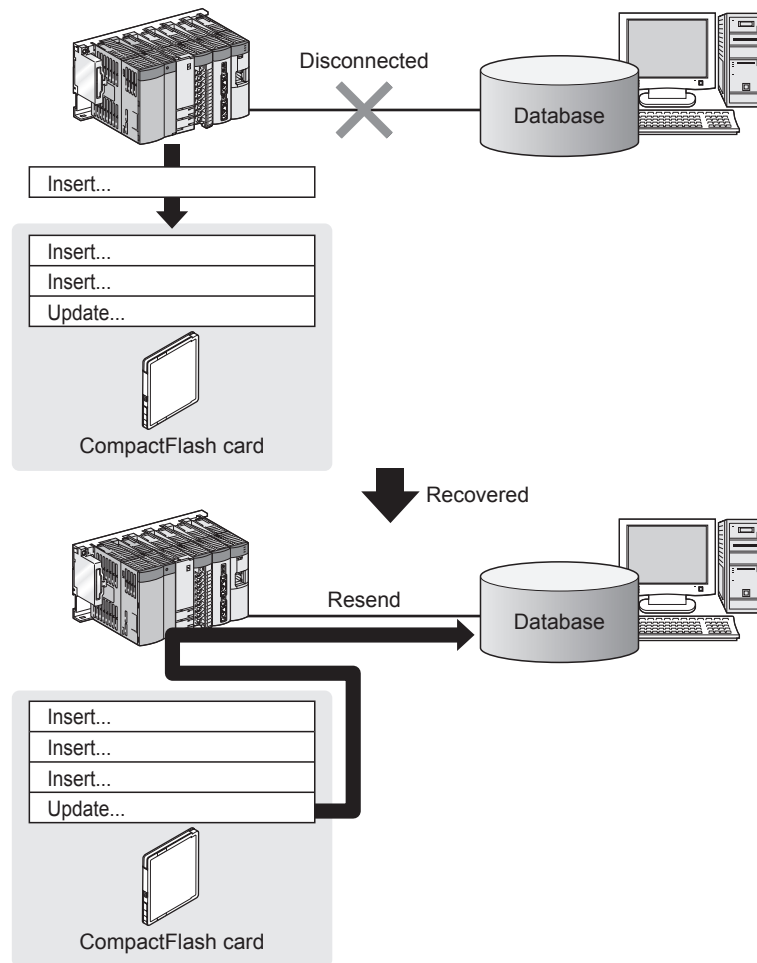 Disconnected
Database
Insert...
Insert...
Insert...
Update...
CompactFlash card
Recovered
Resend
Database
Insert...
Insert...
Insert...
Update...
CompactFlash card